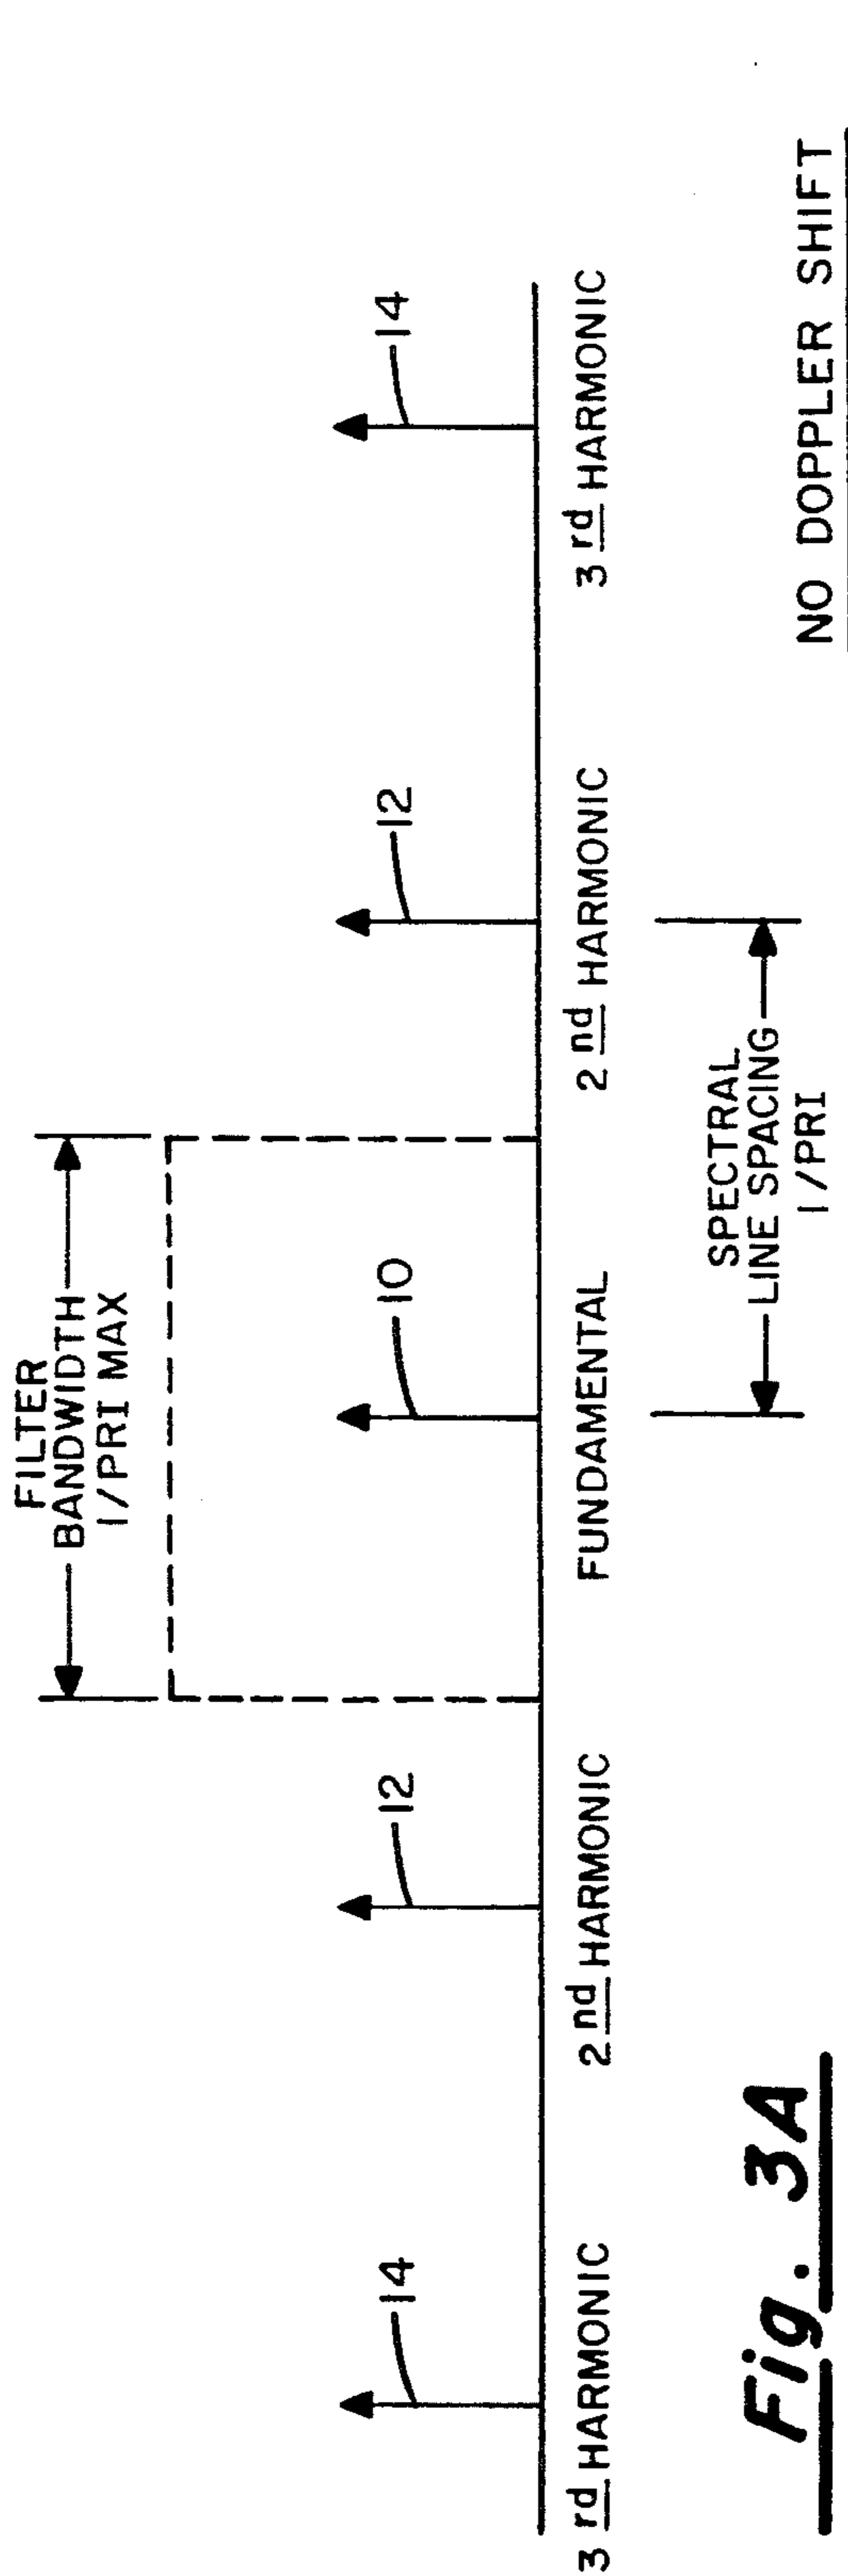 FILTER
BANDWIDTH
1/PRI MAX
14
12
10
12
14
3 rd HARMONIC
2 nd HARMONIC
FUNDAMENTAL
2 nd HARMONIC
3 rd HARMONIC
SPECTRAL
LINE SPACING
1/PRI
Fig. 3A
NO DOPPLER SHIFT